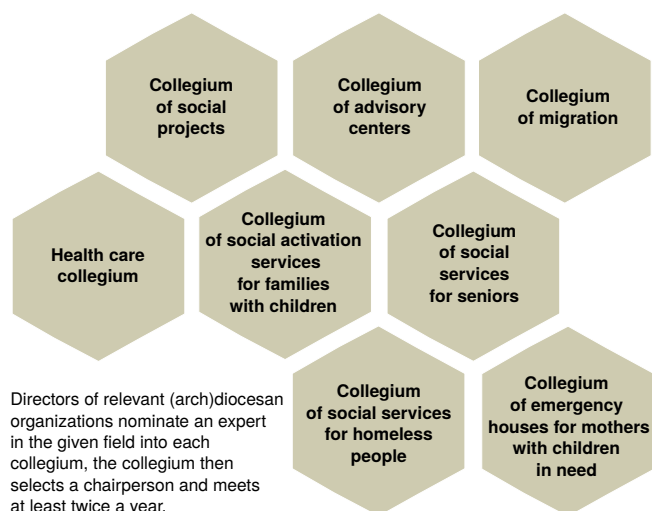 Collegium
of social
projects
Collegium
of advisory
centers
Collegium
of migration
Health care
collegium
Collegium
of social activation
services
for families
with children
Collegium
of social
services
for seniors
Directors of relevant (arch)diocesan
organizations nominate an expert
in the given field into each
collegium, the collegium then
selects a chairperson and meets
at least twice a year.
Collegium
of social services
for homeless
people
Collegium
of emergency
houses for mothers
with children
in need